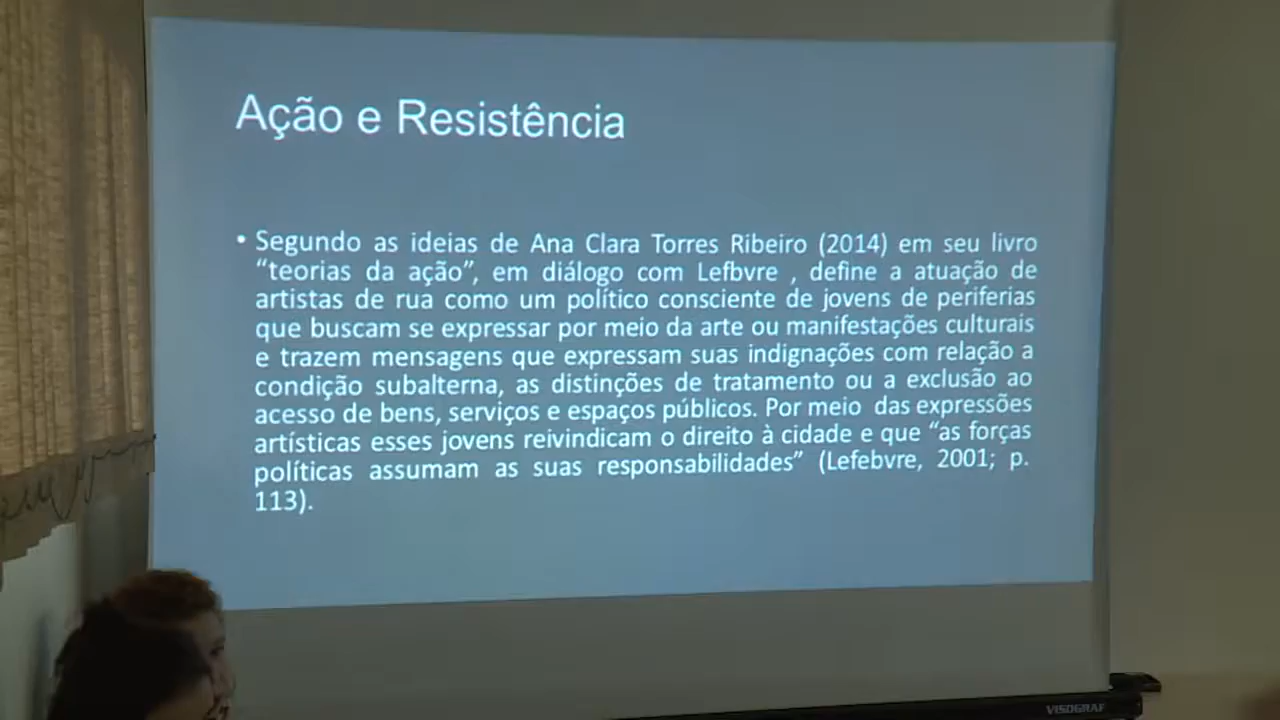 Ação e Resistência
• Segundo as ideias de Ana Clara Torres Ribeiro (2014) em seu livro
“teorias da ação”, em diálogo com Lefbvre , define a atuação de
artistas de rua como um político consciente de jovens de periferias
que buscam se expressar por meio da arte ou manifestações culturais
e trazem mensagens que expressam suas indignações com relação a
condição subalterna, as distinções de tratamento ou a exclusão ao
acesso de bens, serviços e espaços públicos. Por meio das expressões
artísticas esses jovens reivindicam o direito à cidade e que “as forças
políticas assumam as suas responsabilidades” (Lefebvre, 2001; p.
113).
VISOGRAF